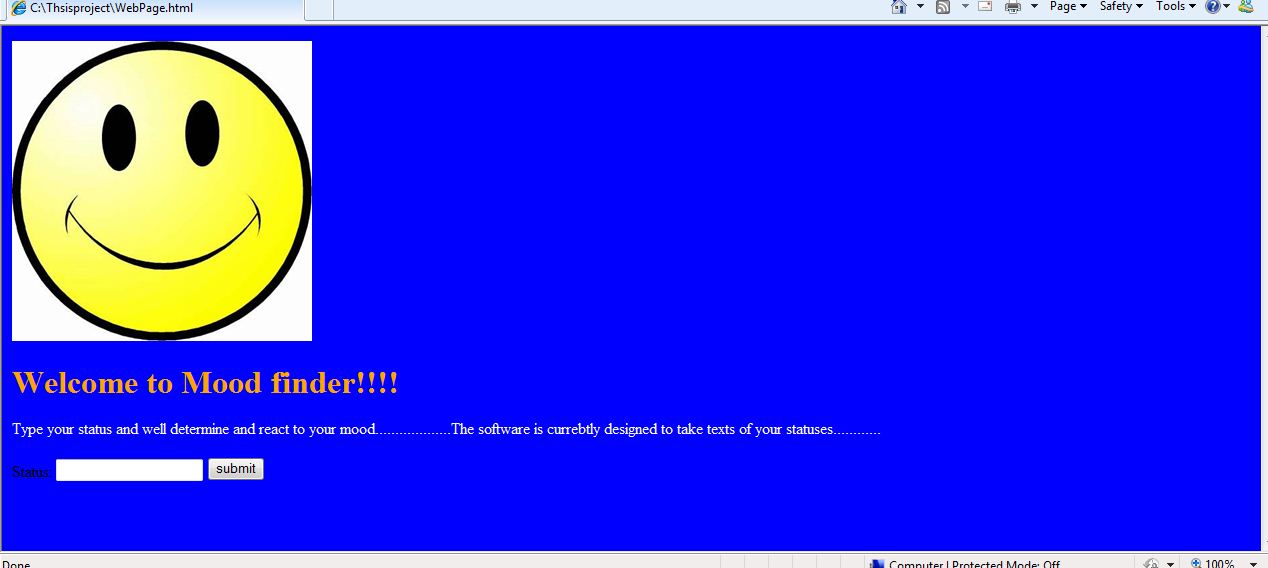 C:\Thsisproject\WebPage.html
Page Safety Tools
Welcome to Mood finder!!!!
Type your status and well determine and react to your mood...................The software is currebtly designed to take texts of your statuses............
Status: submit
Done Computer | Protected Mode: Off 100%